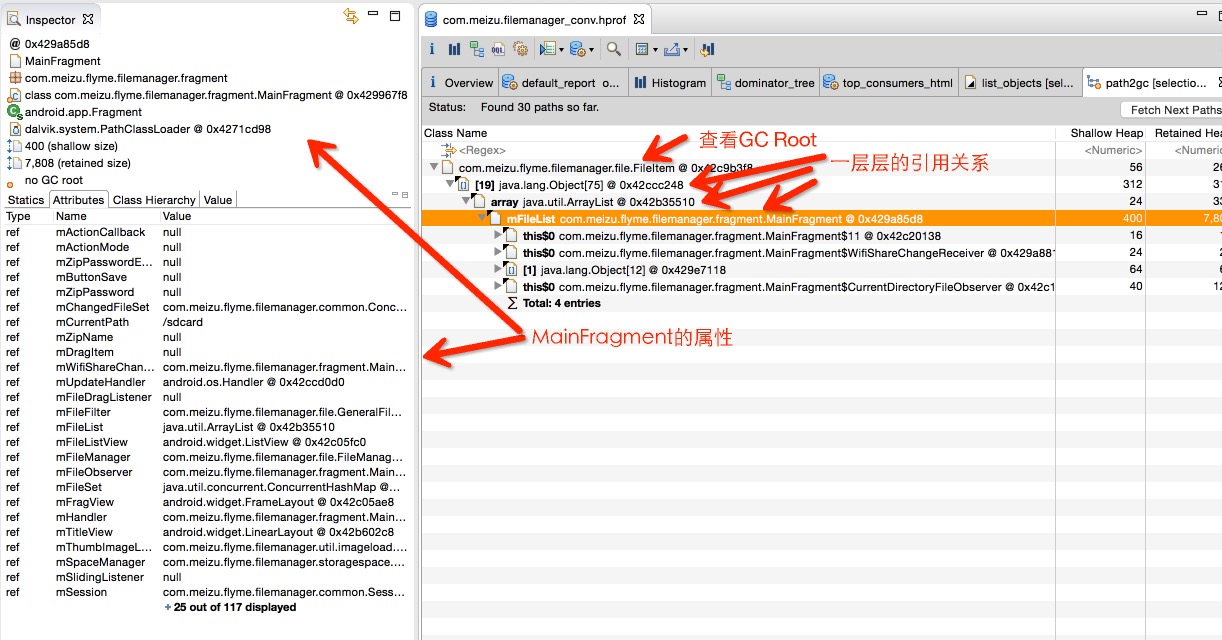 Inspector
@ 0x429a85d8
MainFragment
com.meizu.flyme.filemanager.fragment
class com.meizu.flyme.filemanager.fragment.MainFragment @ 0x429967f8
android.app.Fragment
dalvik.system.PathClassLoader @ 0x4271cd98
400 (shallow size)
7,808 (retained size)
no GC root
Statics Attributes Class Hierarchy Value
Type Name Value
ref mActionCallback null
ref mActionMode null
ref mZipPasswordE... null
ref mButtonSave null
ref mZipPassword null
ref mChangedFileSet com.meizu.flyme.filemanager.common.Conc...
ref mCurrentPath /sdcard
ref mZipName null
ref mDragItem null
ref mWifiShareChan... com.meizu.flyme.filemanager.fragment.Main...
ref mUpdateHandler android.os.Handler @ 0x42ccd0d0
ref mFileDragListener null
ref mFileFilter com.meizu.flyme.filemanager.file.GeneralFil...
ref mFileList java.util.ArrayList @ 0x42b35510
ref mFileListView android.widget.ListView @ 0x42c05fc0
ref mFileManager com.meizu.flyme.filemanager.file.FileManag...
ref mFileObserver com.meizu.flyme.filemanager.fragment.Main...
ref mFileSet java.util.concurrent.ConcurrentHashMap @...
ref mFragView android.widget.FrameLayout @ 0x42c05ae8
ref mHandler com.meizu.flyme.filemanager.fragment.Main...
ref mTitleView android.widget.LinearLayout @ 0x42b602c8
ref mThumbImageL... com.meizu.flyme.filemanager.util.imageload....
ref mSpaceManager com.meizu.flyme.filemanager.storagespace....
ref mSlidingListener null
ref mSession com.meizu.flyme.filemanager.common.Sess...
+ 25 out of 117 displayed
com.meizu.filemanager_conv.hprof
i OQL
i Overview default_report o... Histogram dominator_tree top_consumers_html list_objects [sel... path2gc [selectio...
Status: Found 30 paths so far.
Fetch Next Paths
Class Name Shallow Heap Retained Hea
<Regex> <Numeric> <Numeric
com.meizu.flyme.filemanager.file.FileItem @ 0x42c9b3f8 56 26
[19] java.lang.Object[75] @ 0x42ccc248 312 31
array java.util.ArrayList @ 0x42b35510 24 33
mFileList com.meizu.flyme.filemanager.fragment.MainFragment @ 0x429a85d8 400 7,80
this$0 com.meizu.flyme.filemanager.fragment.MainFragment$11 @ 0x42c20138 16
this$0 com.meizu.flyme.filemanager.fragment.MainFragment$WifiShareChangeReceiver @ 0x429a881 24 2
[1] java.lang.Object[12] @ 0x429e7118 64
this$0 com.meizu.flyme.filemanager.fragment.MainFragment$CurrentDirectoryFileObserver @ 0x42c1 40 12
Σ Total: 4 entries
查看GC Root
一层层的引用关系
MainFragment的属性